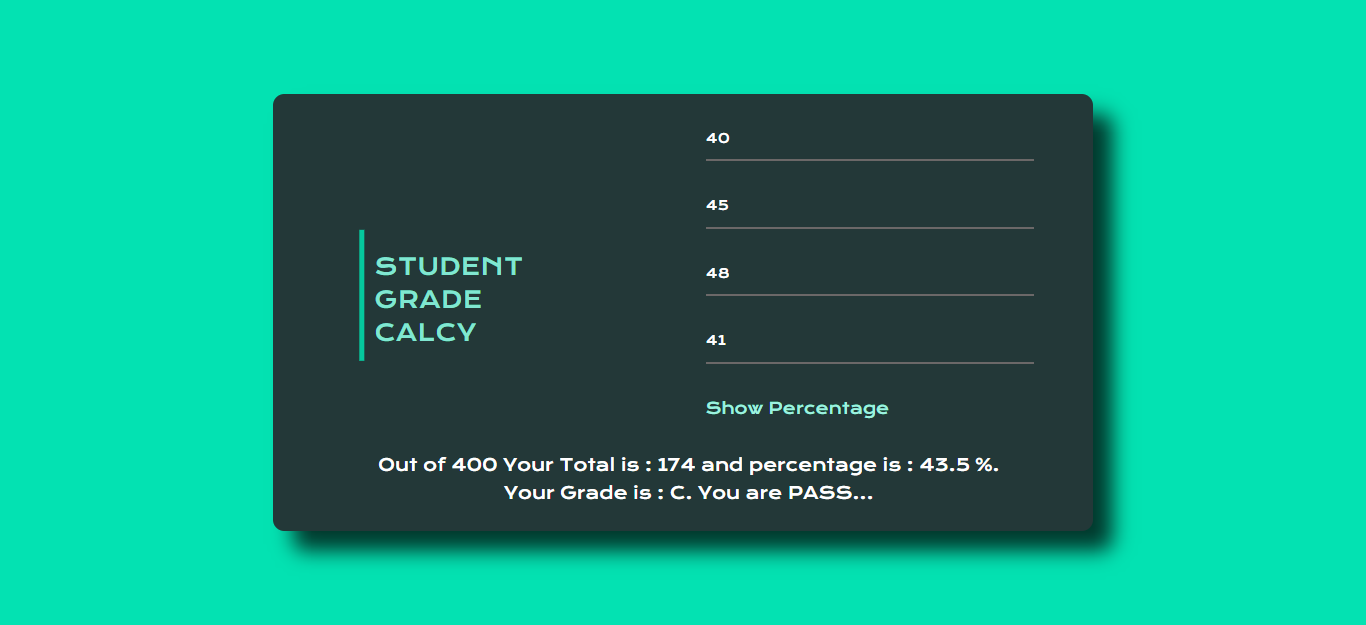 40
45
48
41
STUDENT
GRADE
CALCY
Show Percentage
Out of 400 Your Total is : 174 and percentage is : 43.5 %.
Your Grade is : C. You are PASS...